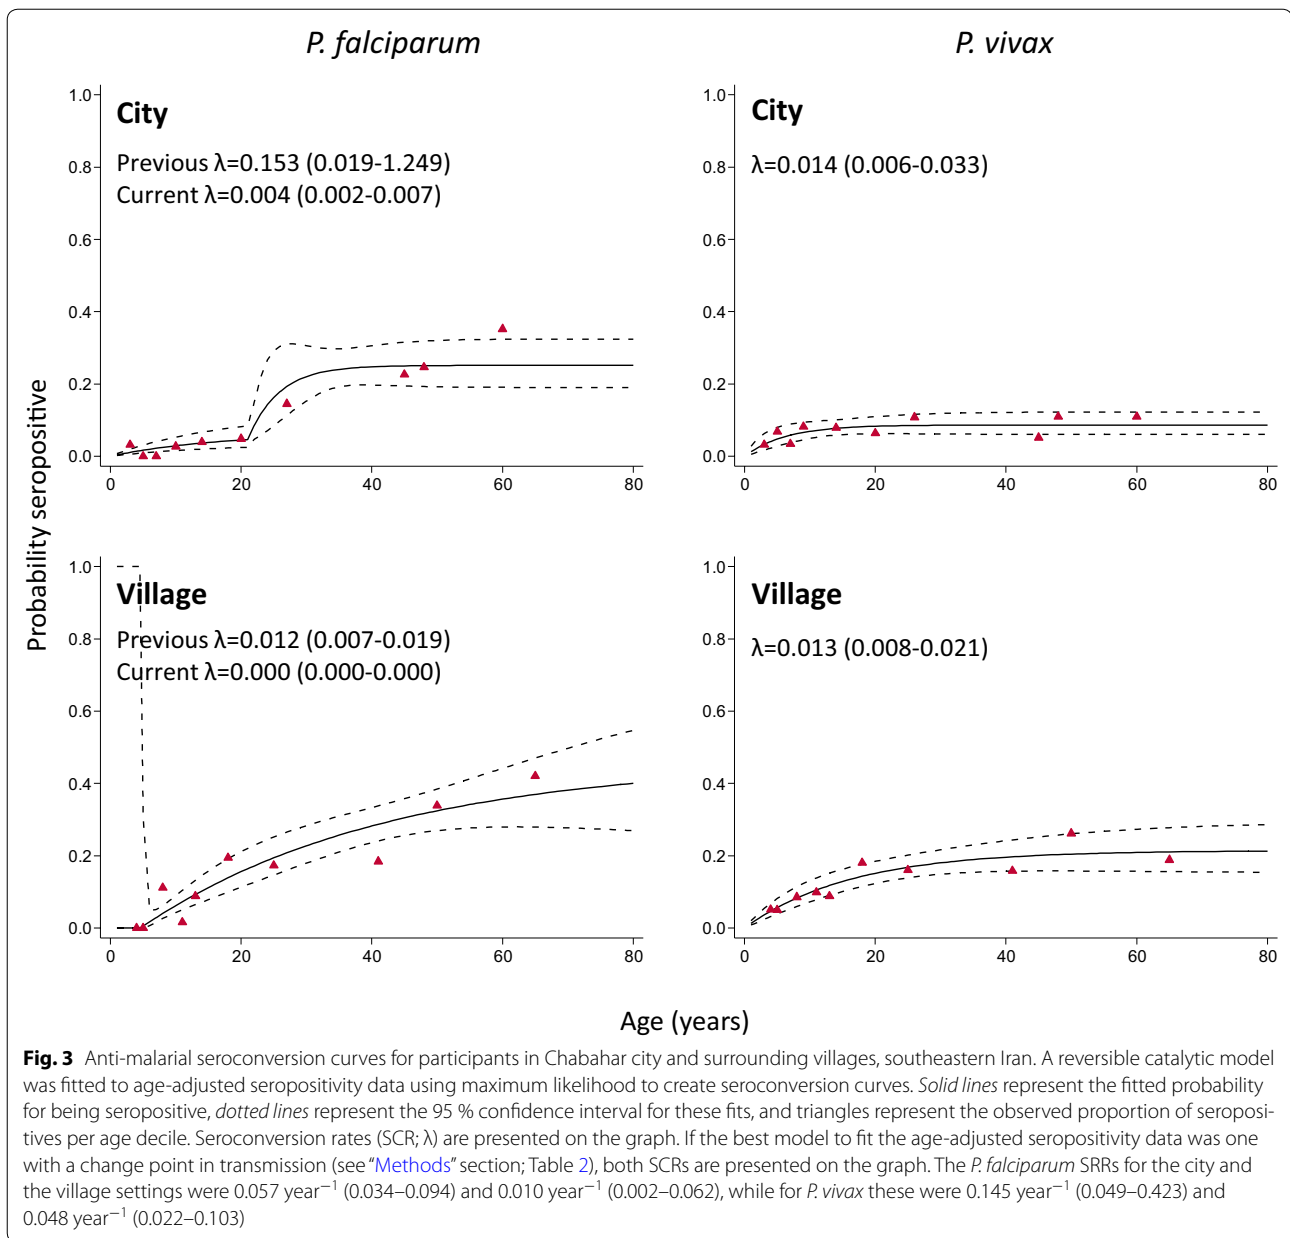 P. falciparum
P. vivax
Probability seropositive
City
Previous λ=0.153 (0.019-1.249)
Current λ=0.004 (0.002-0.007)
1.0
0.8
0.6
0.4
0.2
0.0
0 20 40 60 80
City
λ=0.014 (0.006-0.033)
1.0
0.8
0.6
0.4
0.2
0.0
0 20 40 60 80
Village
Previous λ=0.012 (0.007-0.019)
Current λ=0.000 (0.000-0.000)
1.0
0.8
0.6
0.4
0.2
0.0
0 20 40 60 80
Village
λ=0.013 (0.008-0.021)
1.0
0.8
0.6
0.4
0.2
0.0
0 20 40 60 80
Age (years)
Fig. 3 Anti-malarial seroconversion curves for participants in Chabahar city and surrounding villages, southeastern Iran. A reversible catalytic model
was fitted to age-adjusted seropositivity data using maximum likelihood to create seroconversion curves. Solid lines represent the fitted probability
for being seropositive, dotted lines represent the 95 % confidence interval for these fits, and triangles represent the observed proportion of seroposi-
tives per age decile. Seroconversion rates (SCR; λ) are presented on the graph. If the best model to fit the age-adjusted seropositivity data was one
with a change point in transmission (see “Methods” section; Table 2), both SCRs are presented on the graph. The P. falciparum SRRs for the city and
the village settings were 0.057 year⁻¹ (0.034–0.094) and 0.010 year⁻¹ (0.002–0.062), while for P. vivax these were 0.145 year⁻¹ (0.049–0.423) and
0.048 year⁻¹ (0.022–0.103)